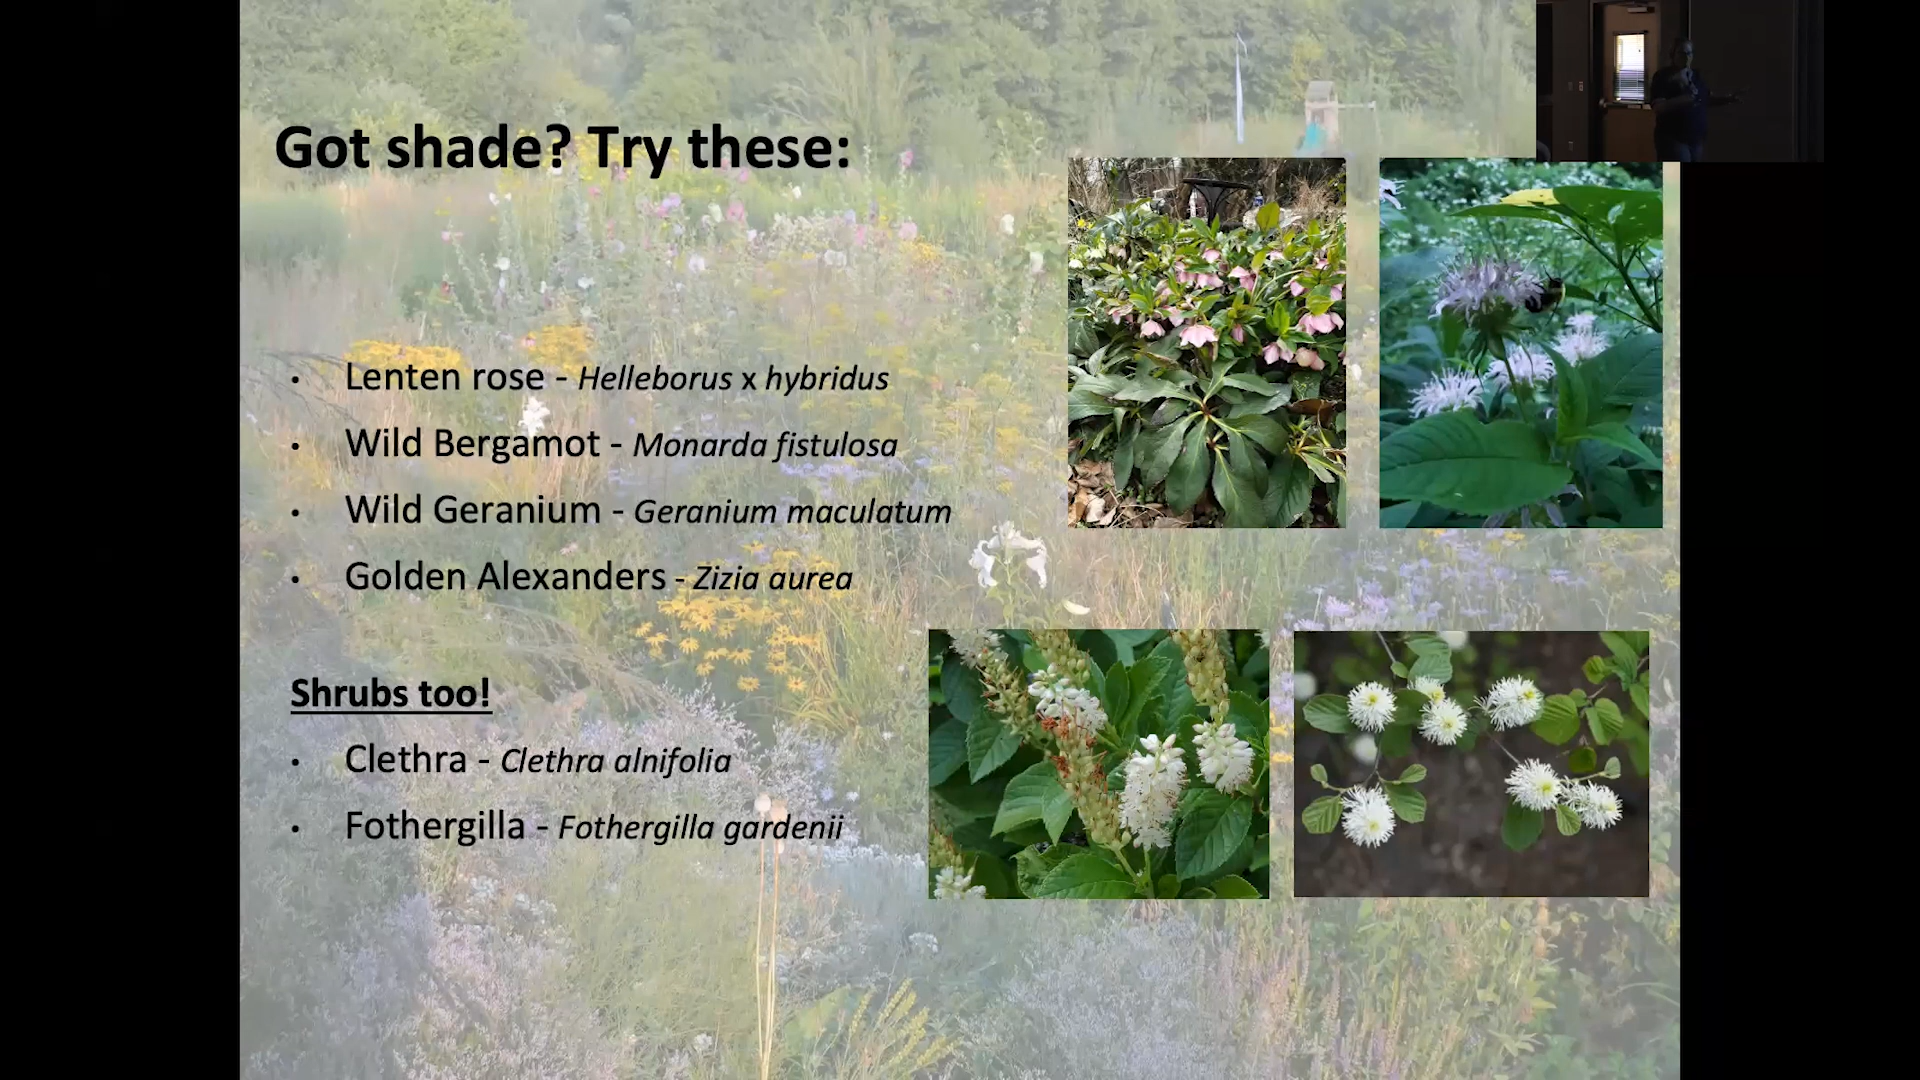 Got shade? Try these:
• Lenten rose - Helleborus x hybridus
• Wild Bergamot - Monarda fistulosa
• Wild Geranium - Geranium maculatum
• Golden Alexanders - Zizia aurea
Shrubs too!
• Clethra - Clethra alnifolia
• Fothergilla - Fothergilla gardenii